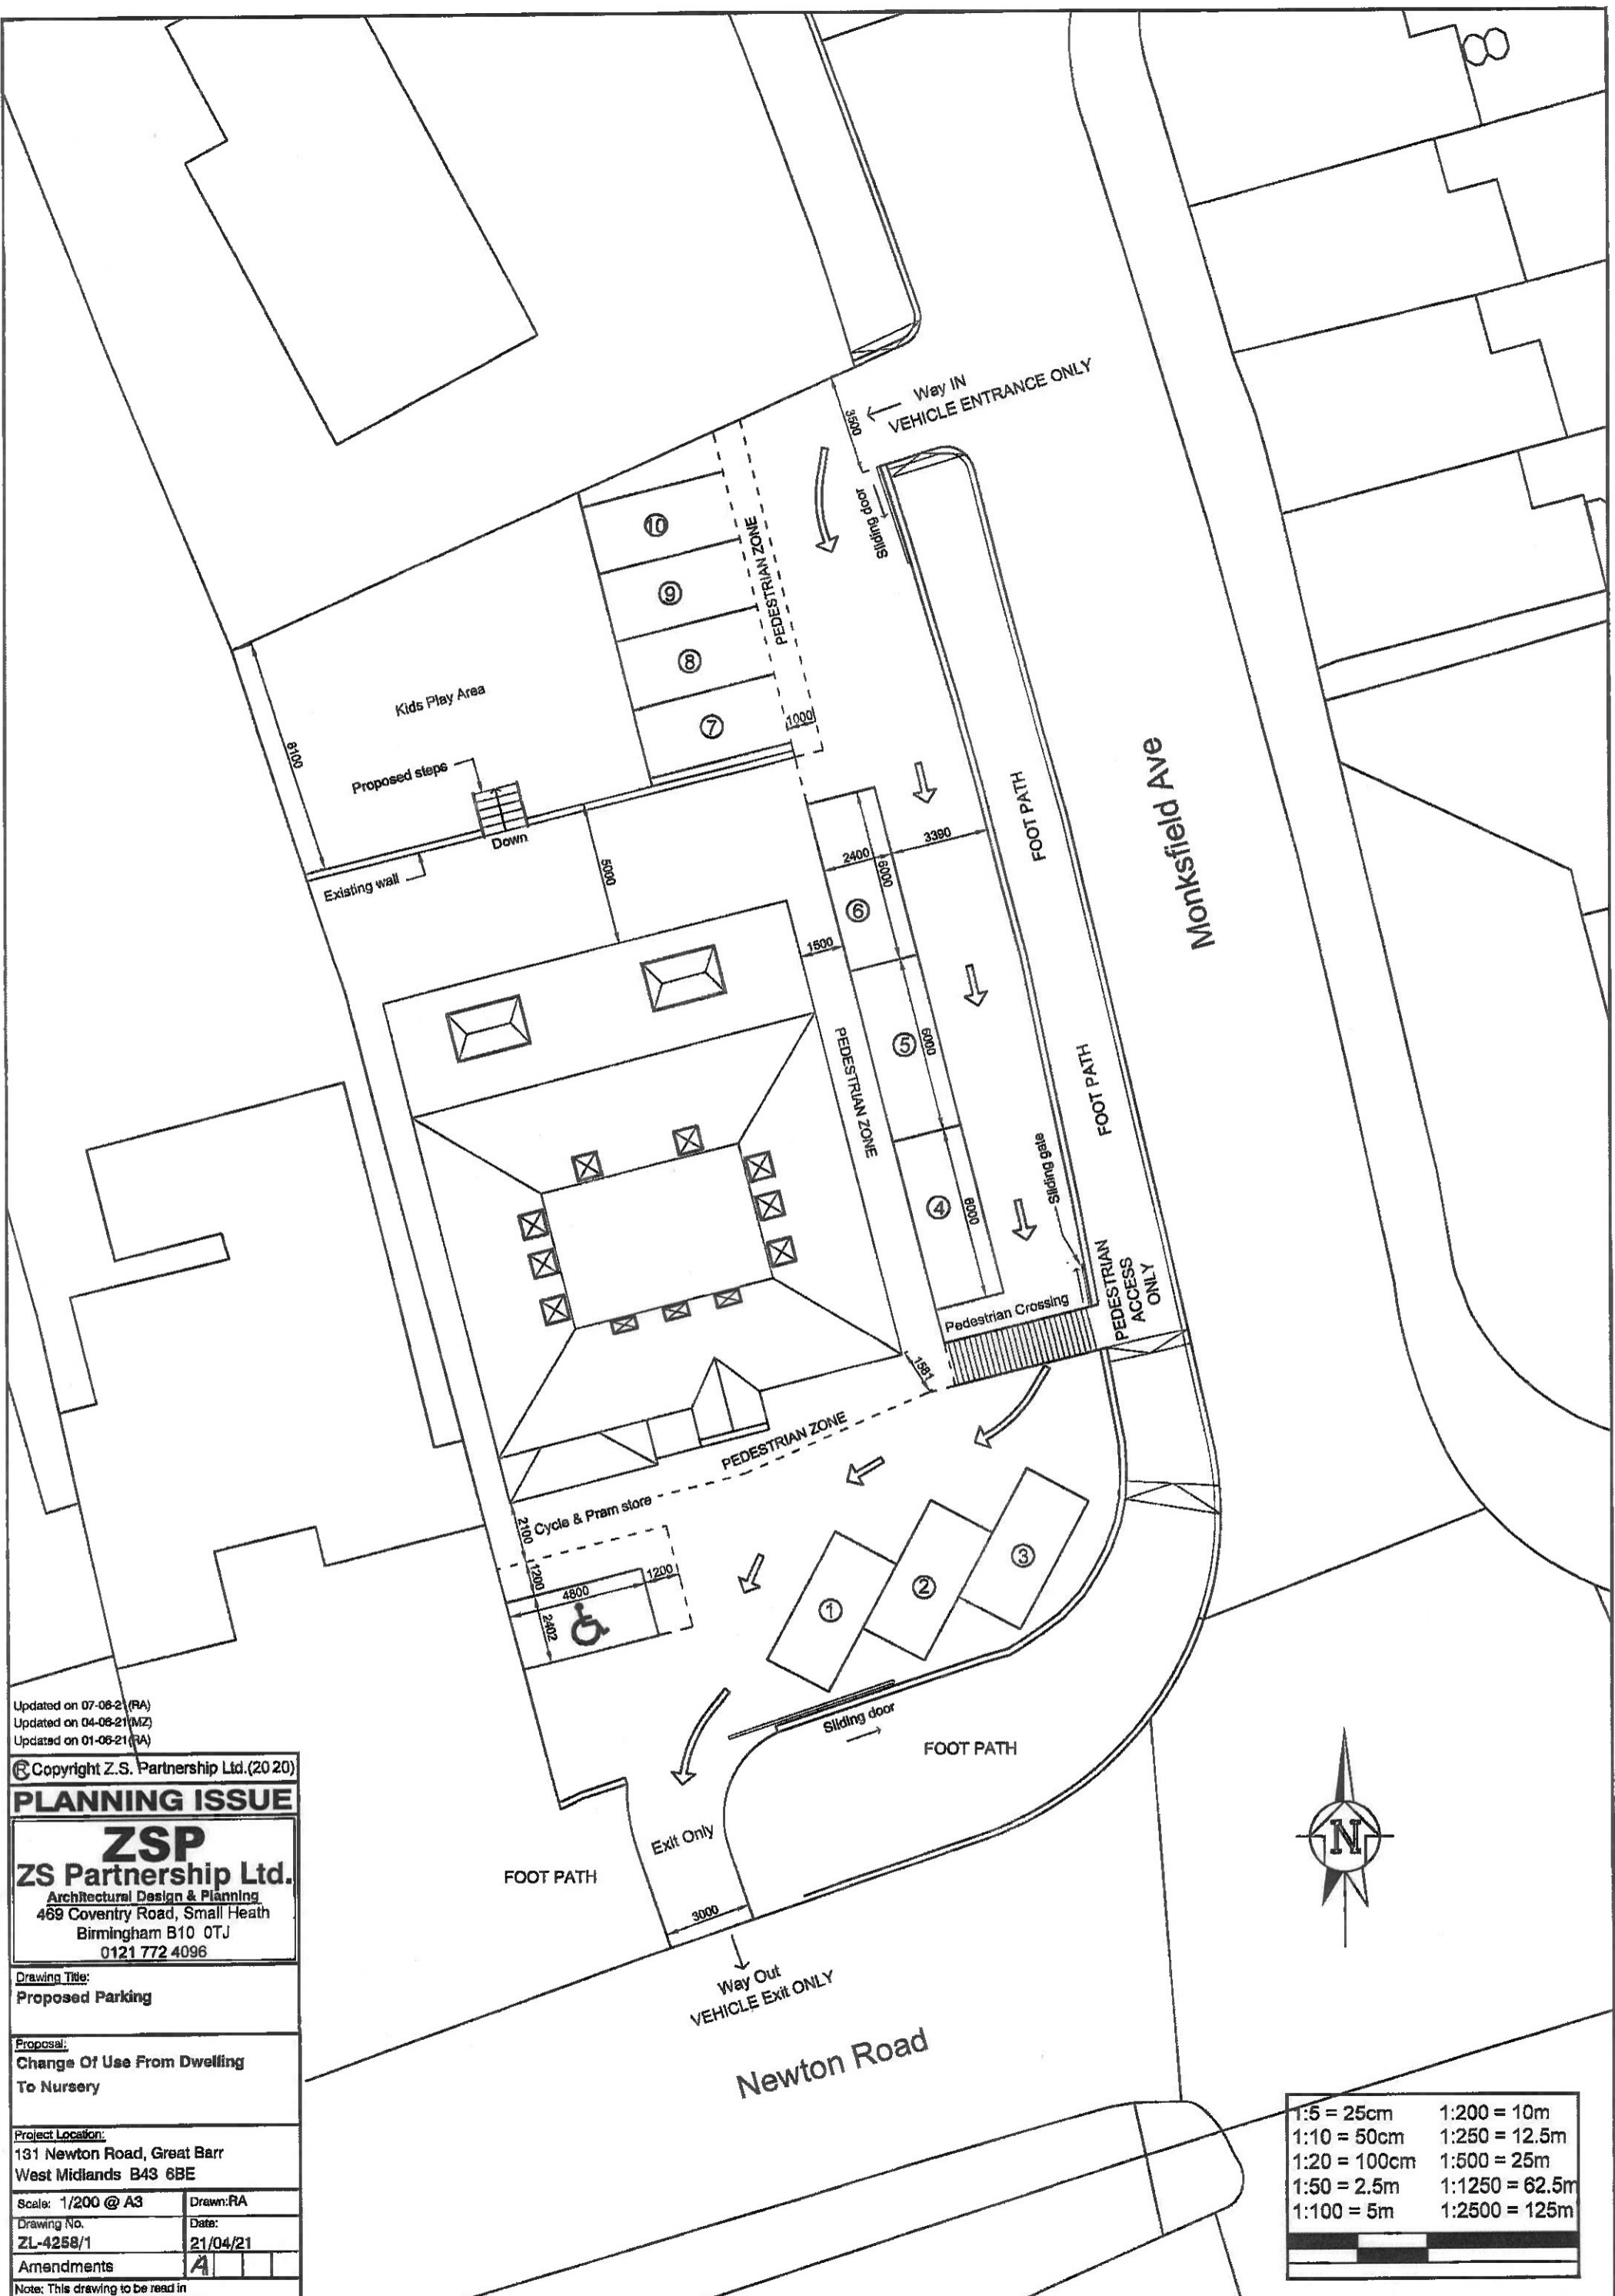 8
Way IN
VEHICLE ENTRANCE ONLY
3500
Sliding door
10
9
8
7
PEDESTRIAN ZONE
1000
Kids Play Area
8100
Proposed steps
Down
Existing wall
5000
FOOT PATH
Monksfield Ave
3390
2400
6000
6
1500
5
6000
PEDESTRIAN ZONE
FOOT PATH
4
6000
Sliding gate
PEDESTRIAN
ACCESS
ONLY
Pedestrian Crossing
1581
PEDESTRIAN ZONE
Cycle & Pram store
2100
1200
4800
1200
2402
1
2
3
Sliding door
FOOT PATH
Exit Only
FOOT PATH
3000
Way Out
VEHICLE Exit ONLY
Newton Road
N
Updated on 07-06-21(RA)
Updated on 04-06-21(MZ)
Updated on 01-06-21(RA)
®Copyright Z.S. Partnership Ltd.(20 20)
PLANNING ISSUE
ZSP
ZS Partnership Ltd.
Architectural Design & Planning
469 Coventry Road, Small Heath
Birmingham B10 0TJ
0121 772 4096
Drawing Title:
Proposed Parking
Proposal:
Change Of Use From Dwelling
To Nursery
Project Location:
131 Newton Road, Great Barr
West Midlands B43 6BE
Scale: 1/200 @ A3 Drawn:RA
Drawing No. Date:
ZL-4258/1 21/04/21
Amendments A
Note: This drawing to be read in
1:5 = 25cm 1:200 = 10m
1:10 = 50cm 1:250 = 12.5m
1:20 = 100cm 1:500 = 25m
1:50 = 2.5m 1:1250 = 62.5m
1:100 = 5m 1:2500 = 125m